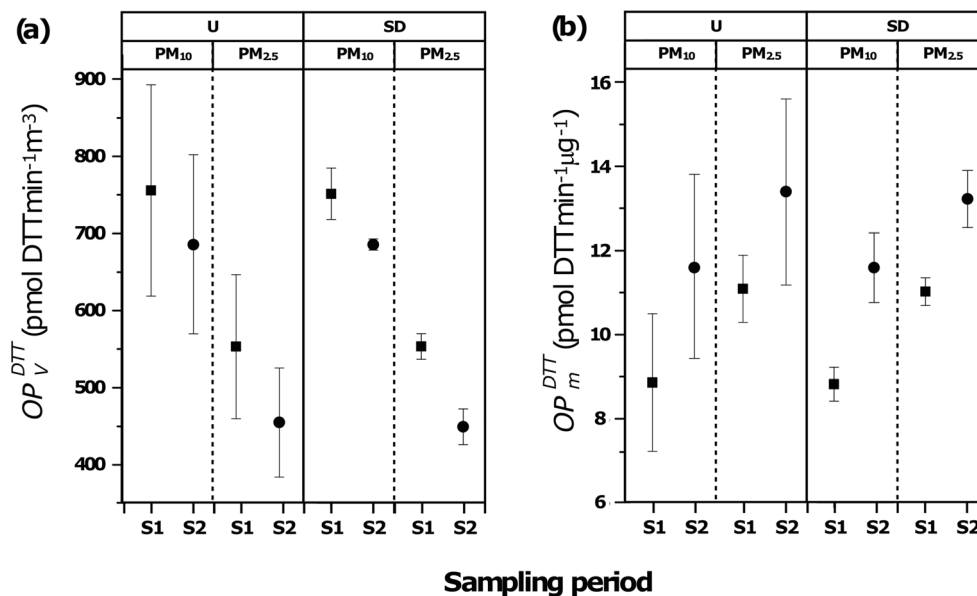 (a)
U SD
PM10 PM2.5 PM10 PM2.5
900
800
700
600
500
400
OP V DTT (pmol DTTmin-1m-3)
S1 S2 S1 S2 S1 S2 S1 S2
(b)
U SD
PM10 PM2.5 PM10 PM2.5
16
14
12
10
8
6
OP m DTT (pmol DTTmin-1µg-1)
S1 S2 S1 S2 S1 S2 S1 S2
Sampling period